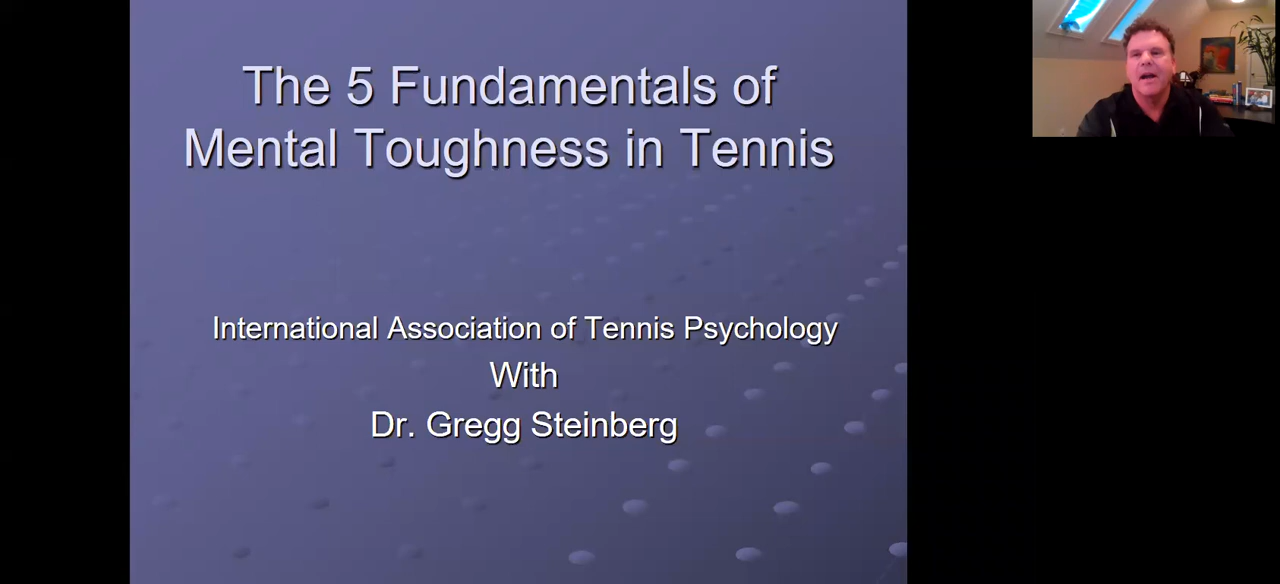 The 5 Fundamentals of
Mental Toughness in Tennis
International Association of Tennis Psychology
With
Dr. Gregg Steinberg